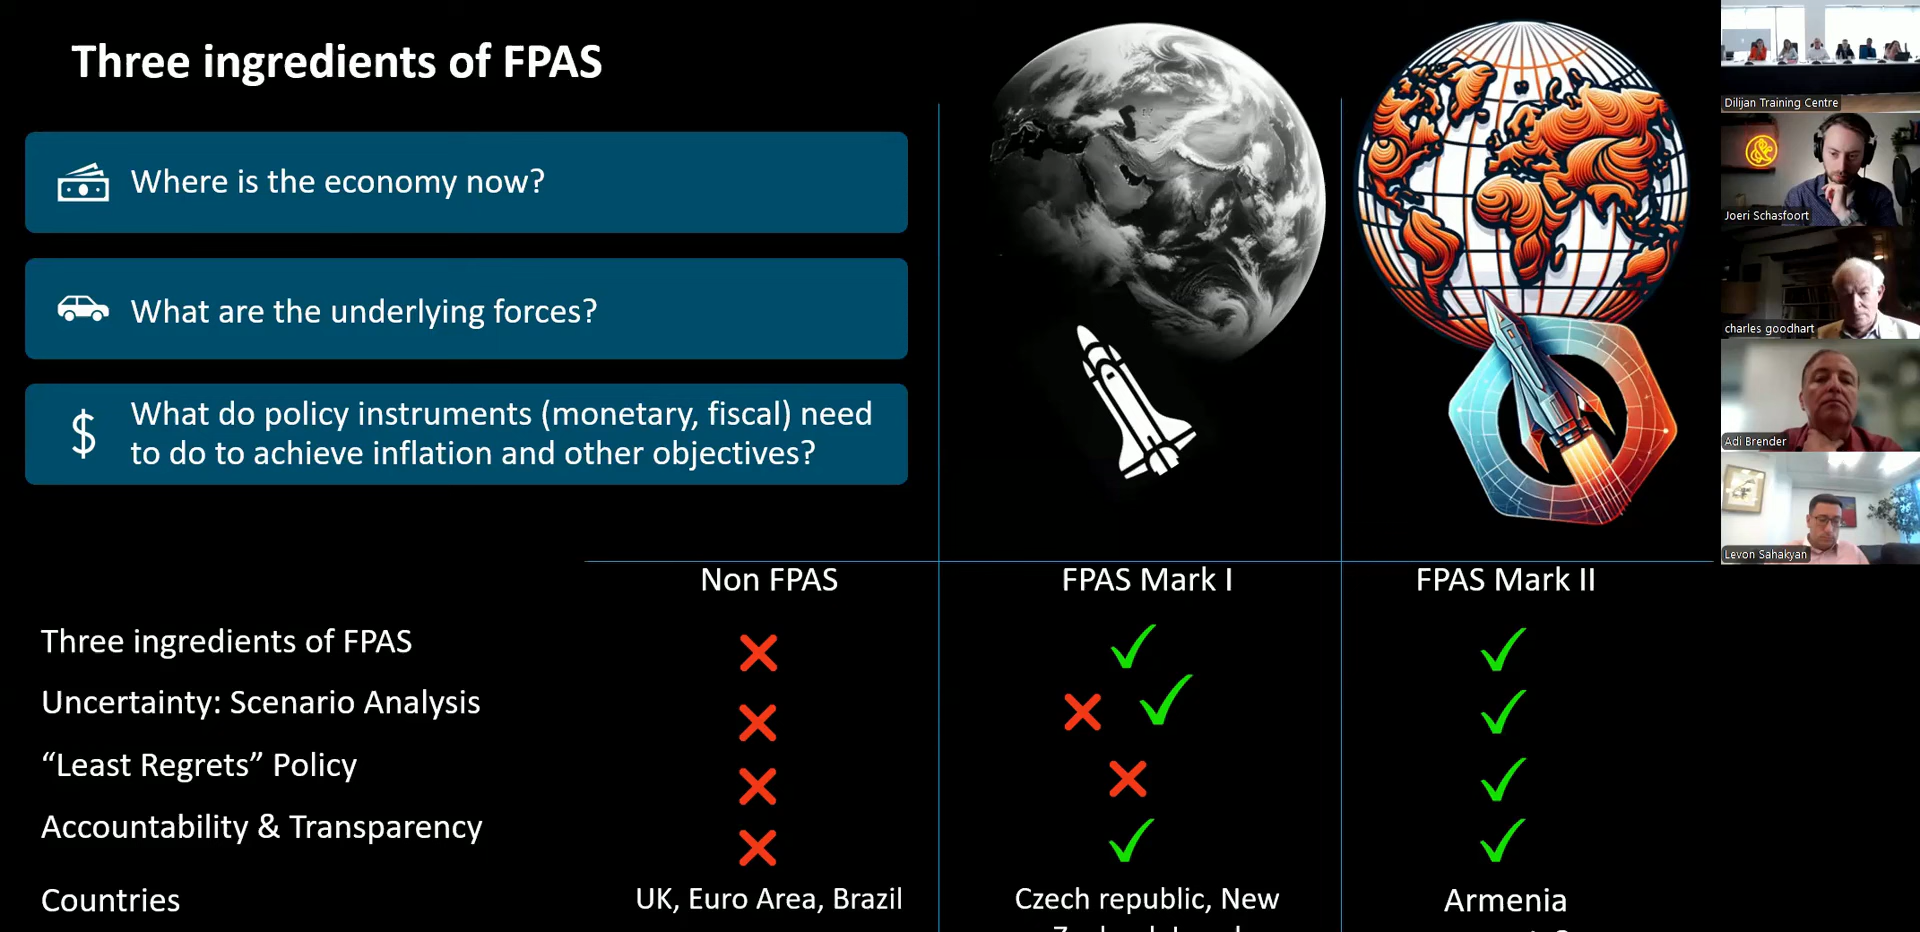 Three ingredients of FPAS
Where is the economy now?
What are the underlying forces?
What do policy instruments (monetary, fiscal) need
to do to achieve inflation and other objectives?
Non FPAS
FPAS Mark I
FPAS Mark II
Three ingredients of FPAS
Uncertainty: Scenario Analysis
“Least Regrets” Policy
Accountability & Transparency
Countries
UK, Euro Area, Brazil
Czech republic, New
Armenia
Dilijan Training Centre
Joeri Schasfoort
charles goodhart
Adi Brender
Levon Sahakyan